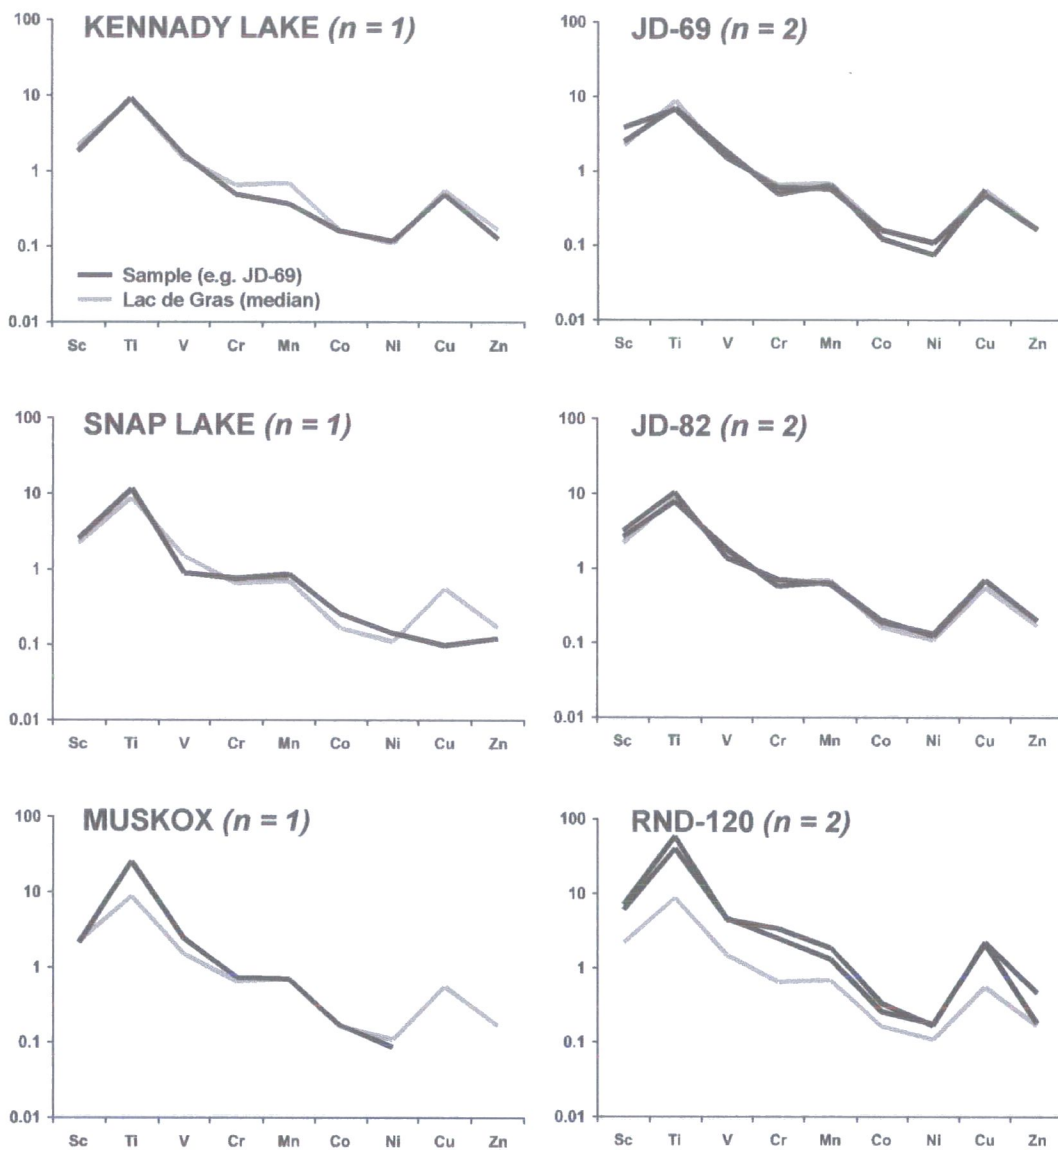 KENNADY LAKE (n = 1)
100
10
1
0.1
0.01
Sample (e.g. JD-69)
Lac de Gras (median)
Sc Ti V Cr Mn Co Ni Cu Zn
JD-69 (n = 2)
100
10
1
0.1
0.01
Sc Ti V Cr Mn Co Ni Cu Zn
SNAP LAKE (n = 1)
100
10
1
0.1
0.01
Sc Ti V Cr Mn Co Ni Cu Zn
JD-82 (n = 2)
100
10
1
0.1
0.01
Sc Ti V Cr Mn Co Ni Cu Zn
MUSKOX (n = 1)
100
10
1
0.1
0.01
Sc Ti V Cr Mn Co Ni Cu Zn
RND-120 (n = 2)
100
10
1
0.1
0.01
Sc Ti V Cr Mn Co Ni Cu Zn